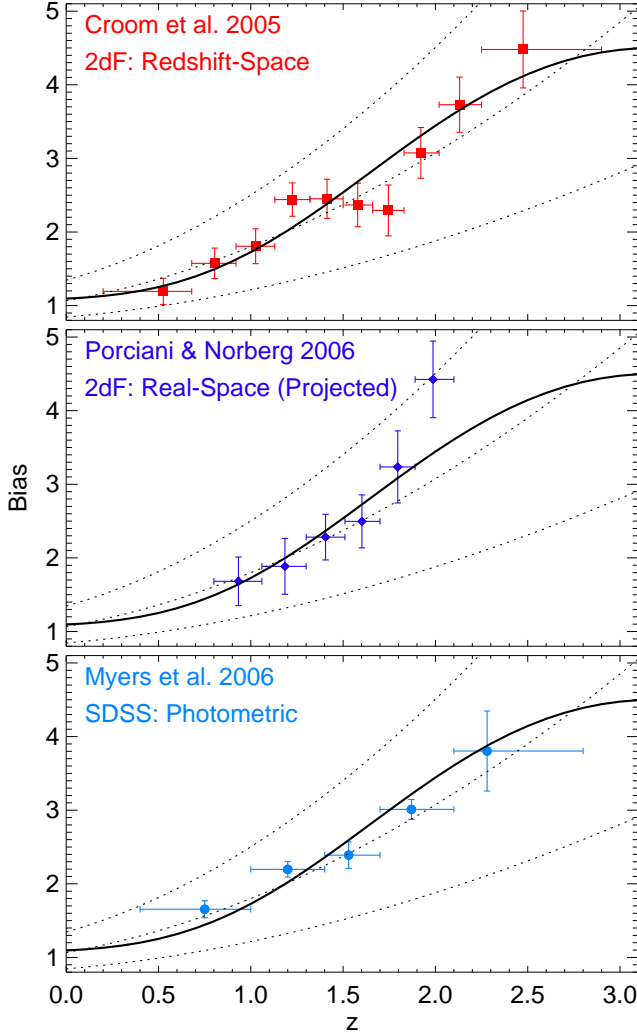 Croom et al. 2005
2dF: Redshift-Space
5
4
3
2
1
Porciani & Norberg 2006
2dF: Real-Space (Projected)
5
4
3
2
1
Bias
Myers et al. 2006
SDSS: Photometric
5
4
3
2
1
0.0 0.5 1.0 1.5 2.0 2.5 3.0
z